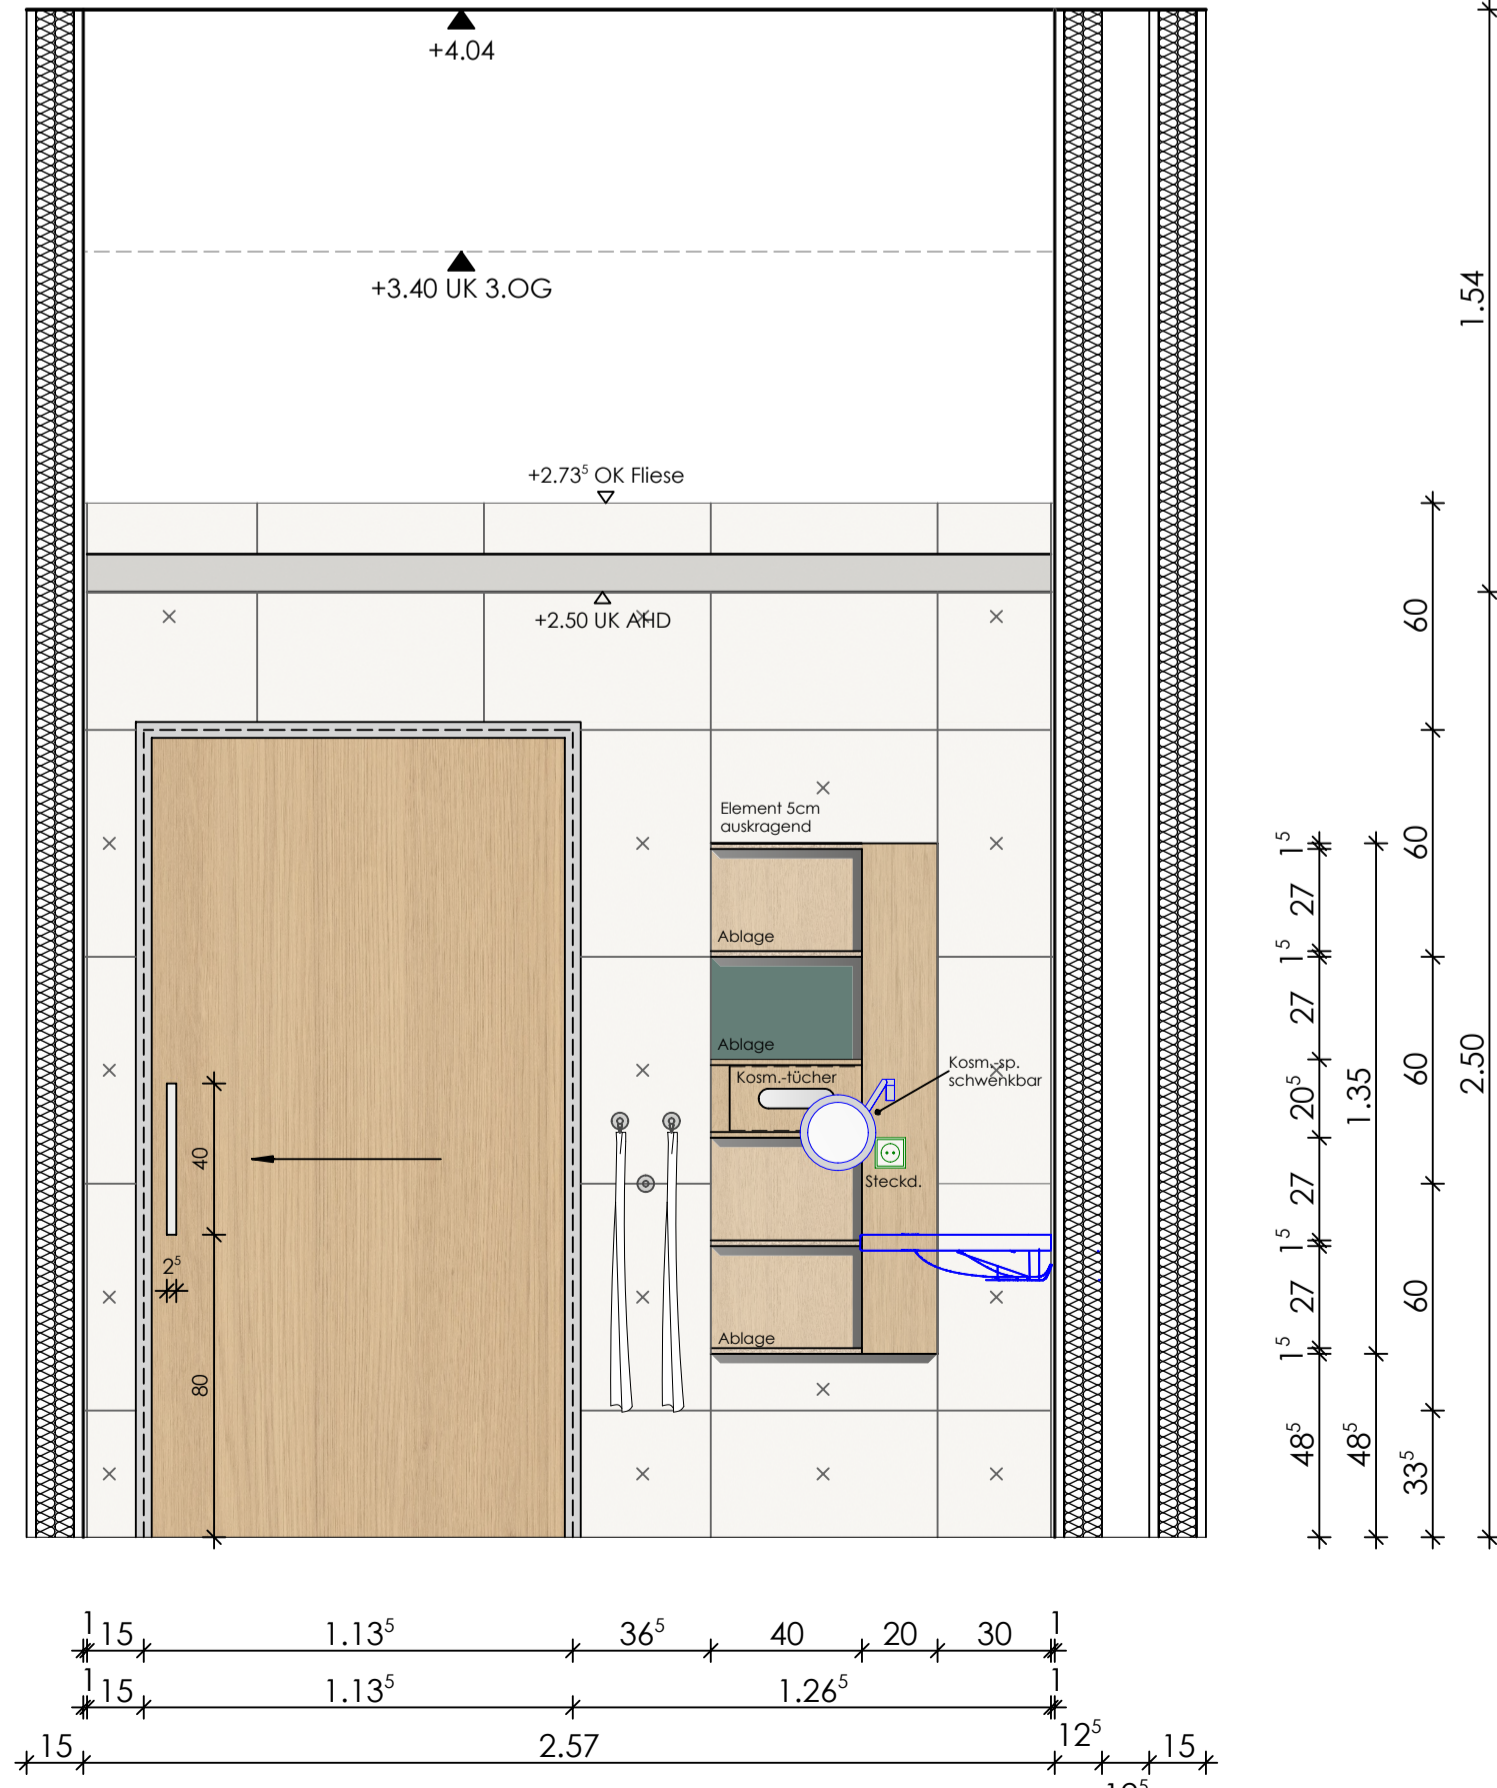 +4.04
+3.40 UK 3.OG
1.54
+2.73⁵ OK Fliese
+2.50 UK AHD
60
Element 5cm
auskragend
Ablage
Ablage
Kosm.-tücher
Kosm.-sp.
schwenkbar
Steckd.
Ablage
40
2⁵
80
1⁵
27
1⁵
27
20⁵
27
1⁵
27
1⁵
48⁵
1.35
48⁵
60
60
60
33⁵
2.50
1 15 1.13⁵ 36⁵ 40 20 30 1
1 15 1.13⁵ 1.26⁵ 1
15 2.57 12⁵ 15